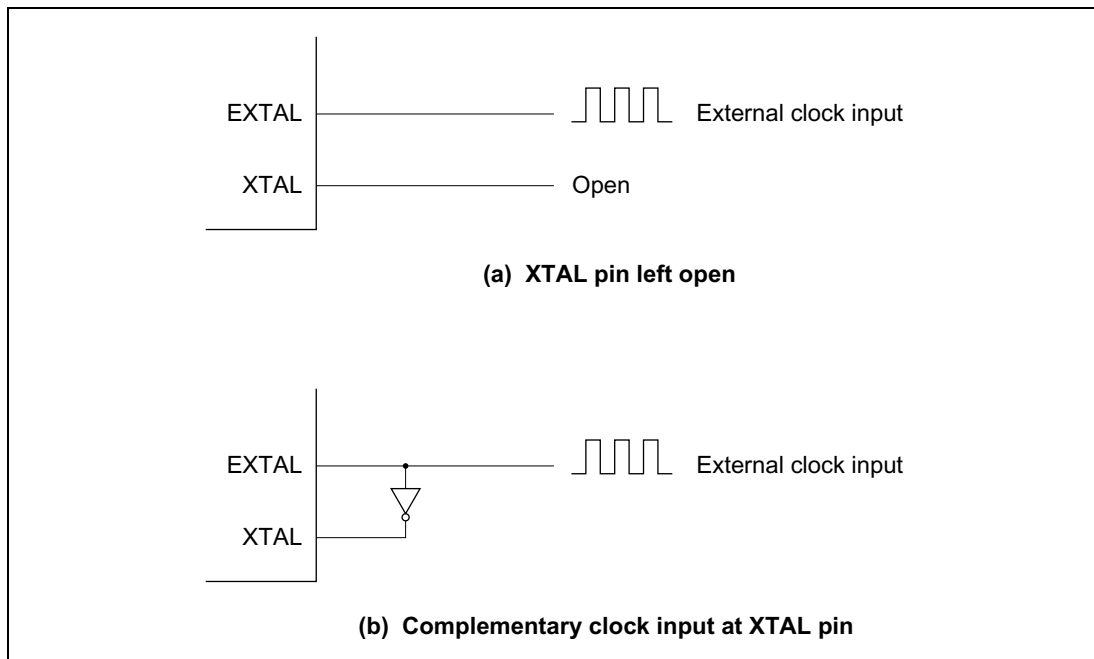 EXTAL
External clock input
XTAL
Open
(a) XTAL pin left open
EXTAL
External clock input
XTAL
(b) Complementary clock input at XTAL pin